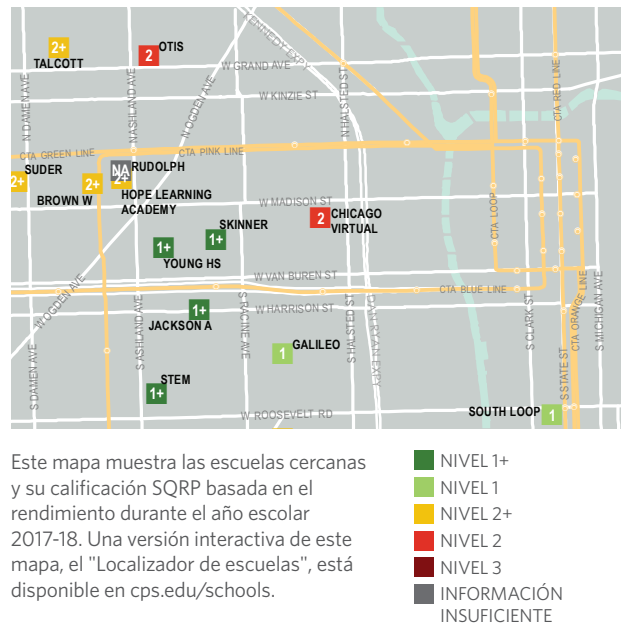 KENNEDY EXPY
2+
TALCOTT
2
OTIS
W GRAND AVE
W KINZIE ST
N DAMEN AVE
N ASHLAND AVE
N OGDEN AVE
N HALSTED ST
CTA RED LINE
CTA GREEN LINE
CTA PINK LINE
SUDER
2+
BROWN W
2+
NA
RUDOLPH
2+
HOPE LEARNING
ACADEMY
W MADISON ST
2
CHICAGO
VIRTUAL
CTA LOOP
SKINNER
1+
1+
YOUNG HS
W VAN BUREN ST
CTA BLUE LINE
W OGDEN AVE
W HARRISON ST
1+
JACKSON A
S DAMEN AVE
S ASHLAND AVE
S RACINE AVE
S HALSTED ST
S CLARK ST
S STATE ST
CTA ORANGE LINE
S MICHIGAN AVE
1
GALILEO
STEM
1+
W ROOSEVELT RD
SOUTH LOOP
1
Este mapa muestra las escuelas cercanas
y su calificación SQRP basada en el
rendimiento durante el año escolar
2017-18. Una versión interactiva de este
mapa, el "Localizador de escuelas", está
disponible en cps.edu/schools.
NIVEL 1+
NIVEL 1
NIVEL 2+
NIVEL 2
NIVEL 3
INFORMACIÓN
INSUFICIENTE